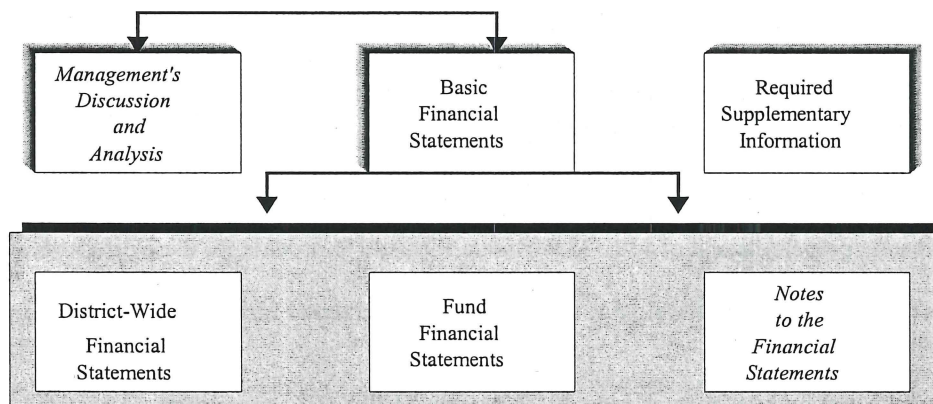 Management's
Discussion
and
Analysis
Basic
Financial
Statements
Required
Supplementary
Information
District-Wide
Financial
Statements
Fund
Financial
Statements
Notes
to the
Financial
Statements